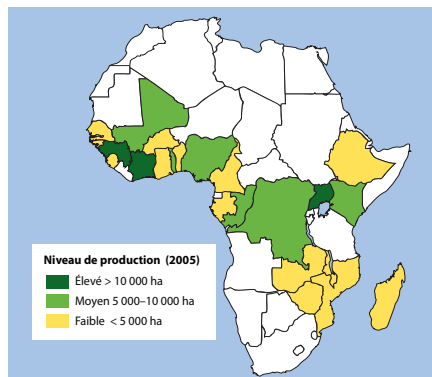 Niveau de production (2005)
Élevé > 10 000 ha
Moyen 5 000–10 000 ha
Faible < 5 000 ha